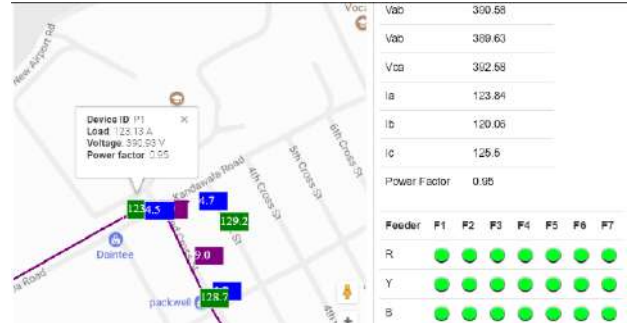 New Airport Rd
Device ID: P1
Load: 123.13 A
Voltage: 390.93 V
Power factor: 0.95
Kandawala Road
4th Cross St
5th Cross St
6th Cross St
123
4.5
4.7
129.2
9.0
128.7
Daintee
packwell
Vab 390.58
Vab 389.63
Vca 392.58
Ia 123.84
Ib 120.06
Ic 125.5
Power Factor 0.95
Feeder F1 F2 F3 F4 F5 F6 F7
R
Y
B